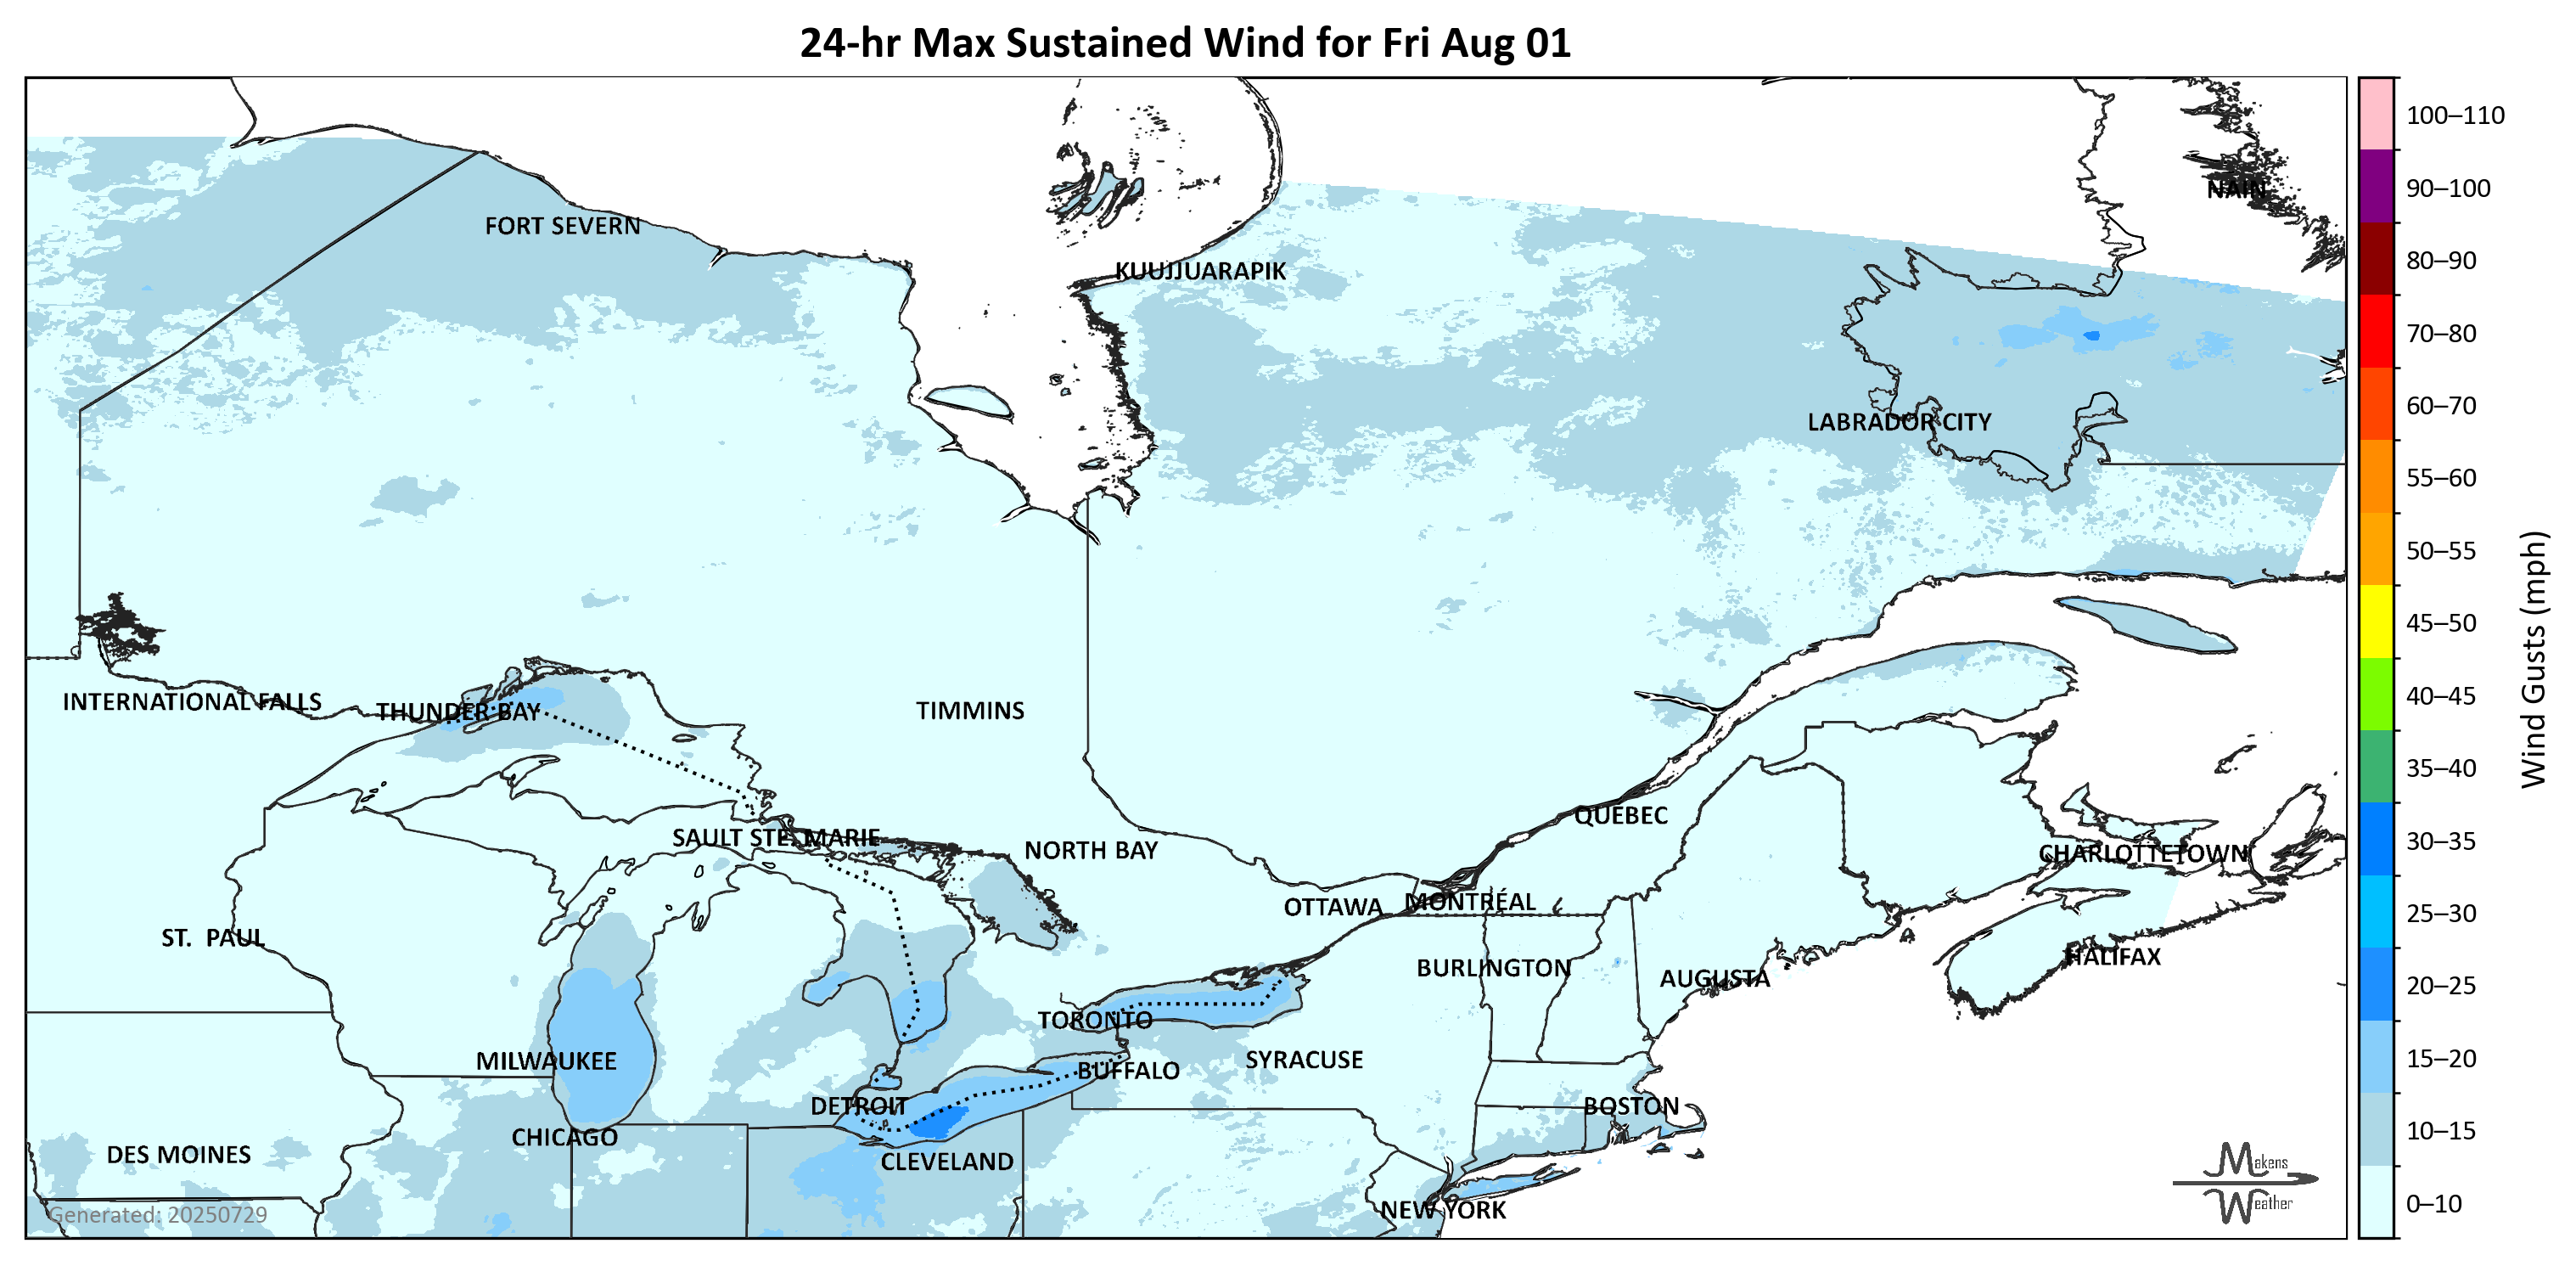 24-hr Max Sustained Wind for Fri Aug 01
100–110
90–100
80–90
70–80
60–70
55–60
50–55
45–50
40–45
35–40
30–35
25–30
20–25
15–20
10–15
0–10
Wind Gusts (mph)
NAIN
FORT SEVERN
KUUJJUARAPIK
LABRADOR CITY
INTERNATIONAL FALLS
THUNDER BAY
TIMMINS
QUÉBEC
SAULT STE. MARIE
NORTH BAY
CHARLOTTETOWN
OTTAWA
MONTRÉAL
ST. PAUL
HALIFAX
BURLINGTON
AUGUSTA
TORONTO
MILWAUKEE
SYRACUSE
BUFFALO
DETROIT
BOSTON
CHICAGO
DES MOINES
CLEVELAND
NEW YORK
Generated: 20250729
Makens
Weather